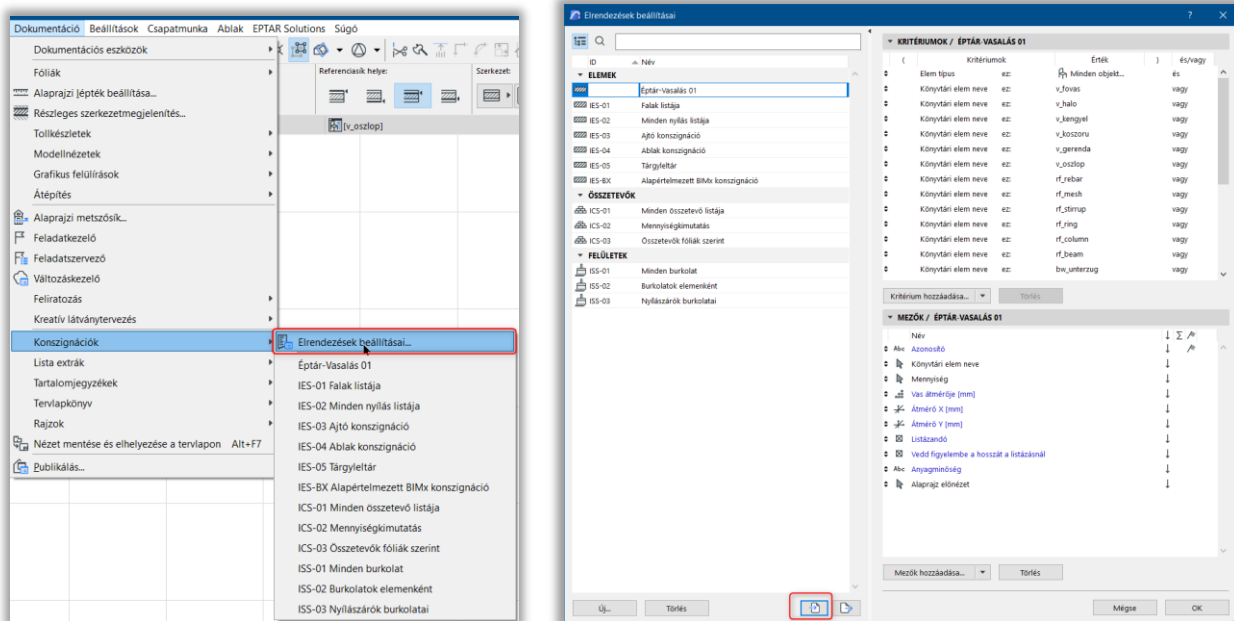 Dokumentáció Beállítások Csapatmunka Ablak EPTAR Solutions Súgó
Dokumentációs eszközök
Fóliák
Alaprajzi lépték beállítása...
Részleges szerkezetmegjelenítés...
Tollkészletek
Modellnézetek
Grafikus felülírások
Átépítés
Alaprajzi metszősík...
Feladatkezelő
Feladatszervező
Változáskezelő
Feliratozás
Kreatív látványtervezés
Konszignációk
Lista extrák
Tartalomjegyzékek
Tervlapkönyv
Rajzok
Nézet mentése és elhelyezése a tervlapon Alt+F7
Publikálás...
Referenciasík helye:
Szerkezet:
[v_oszlop]
Elrendezések beállításai...
Éptár-Vasalás 01
IES-01 Falak listája
IES-02 Minden nyílás listája
IES-03 Ajtó konszignáció
IES-04 Ablak konszignáció
IES-05 Tárgyleltár
IES-BX Alapértelmezett BIMx konszignáció
ICS-01 Minden összetevő listája
ICS-02 Mennyiségkimutatás
ICS-03 Összetevők fóliák szerint
ISS-01 Minden burkolat
ISS-02 Burkolatok elemenként
ISS-03 Nyílászárók burkolatai
Elrendezések beállításai
ID Név
ELEMEK
Éptár-Vasalás 01
IES-01 Falak listája
IES-02 Minden nyílás listája
IES-03 Ajtó konszignáció
IES-04 Ablak konszignáció
IES-05 Tárgyleltár
IES-BX Alapértelmezett BIMx konszignáció
ÖSSZETEVŐK
ICS-01 Minden összetevő listája
ICS-02 Mennyiségkimutatás
ICS-03 Összetevők fóliák szerint
FELÜLETEK
ISS-01 Minden burkolat
ISS-02 Burkolatok elemenként
ISS-03 Nyílászárók burkolatai
Új... Törlés
KRITÉRIUMOK / ÉPTÁR-VASALÁS 01
( Kritériumok Érték ) és/vagy
Elem típus ez: Minden objekt... és
Könyvtári elem neve ez: v_fovas vagy
Könyvtári elem neve ez: v_halo vagy
Könyvtári elem neve ez: v_kengyel vagy
Könyvtári elem neve ez: v_koszoru vagy
Könyvtári elem neve ez: v_gerenda vagy
Könyvtári elem neve ez: v_oszlop vagy
Könyvtári elem neve ez: rf_rebar vagy
Könyvtári elem neve ez: rf_mesh vagy
Könyvtári elem neve ez: rf_stirrup vagy
Könyvtári elem neve ez: rf_ring vagy
Könyvtári elem neve ez: rf_column vagy
Könyvtári elem neve ez: rf_beam vagy
Könyvtári elem neve ez: bw_unterzug vagy
Kritérium hozzáadása... Törlés
MEZŐK / ÉPTÁR-VASALÁS 01
Név
Abc Azonosító
Könyvtári elem neve
Mennyiség
Vas átmérője [mm]
Átmérő X [mm]
Átmérő Y [mm]
Listázandó
Vedd figyelembe a hosszát a listázásnál
Abc Anyagminőség
Alaprajz előnézet
Mezők hozzáadása... Törlés
Mégse OK